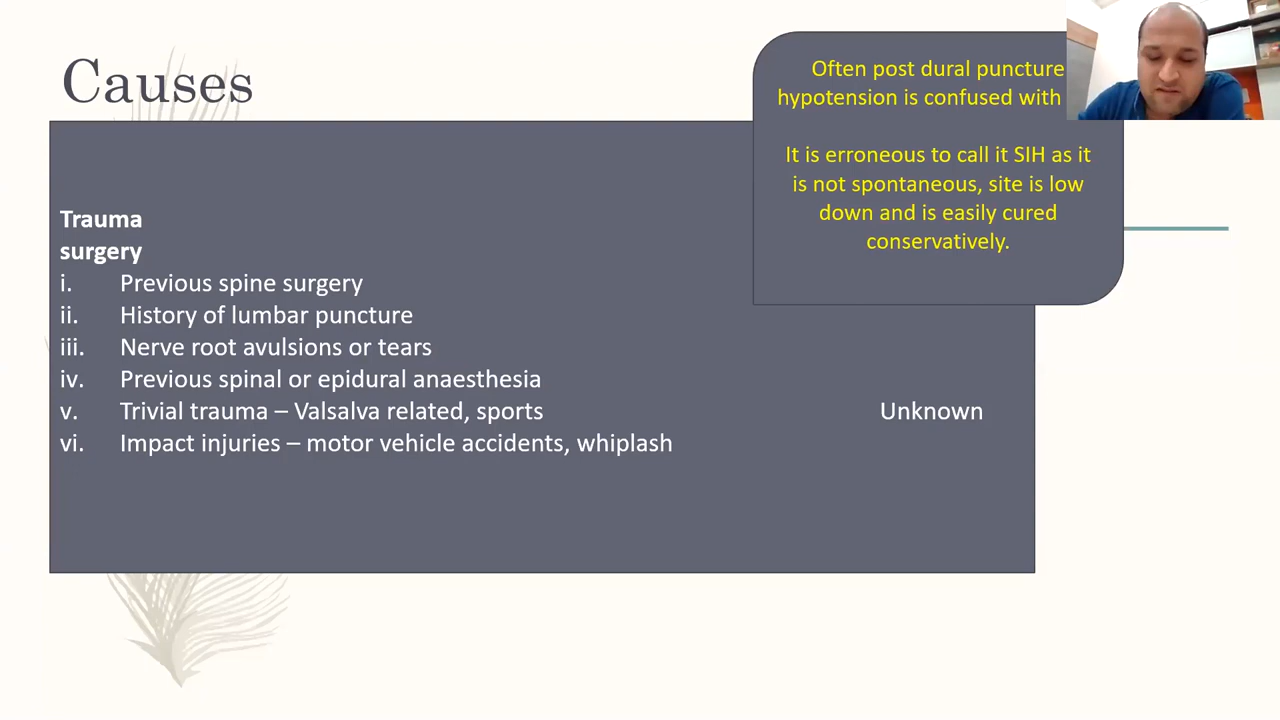 Causes
Often post dural puncture
hypotension is confused with
It is erroneous to call it SIH as it
is not spontaneous, site is low
down and is easily cured
conservatively.
Trauma
surgery
i. Previous spine surgery
ii. History of lumbar puncture
iii. Nerve root avulsions or tears
iv. Previous spinal or epidural anaesthesia
v. Trivial trauma – Valsalva related, sports
vi. Impact injuries – motor vehicle accidents, whiplash
Unknown